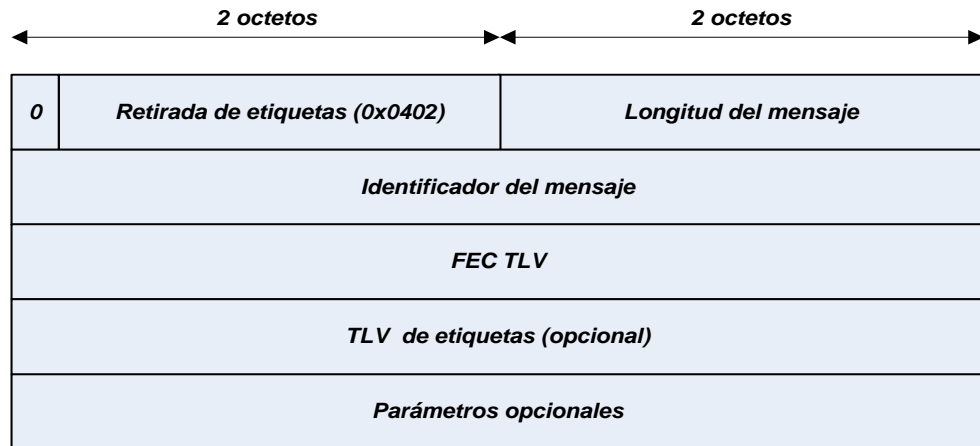 2 octetos 2 octetos
0 Retirada de etiquetas (0x0402) Longitud del mensaje
Identificador del mensaje
FEC TLV
TLV de etiquetas (opcional)
Parámetros opcionales